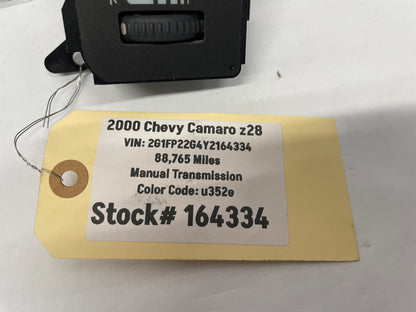 2000 Chevy Camaro z28
VIN: 2G1FP22G4Y2164334
88,765 Miles
Manual Transmission
Color Code: u352e
Stock# 164334